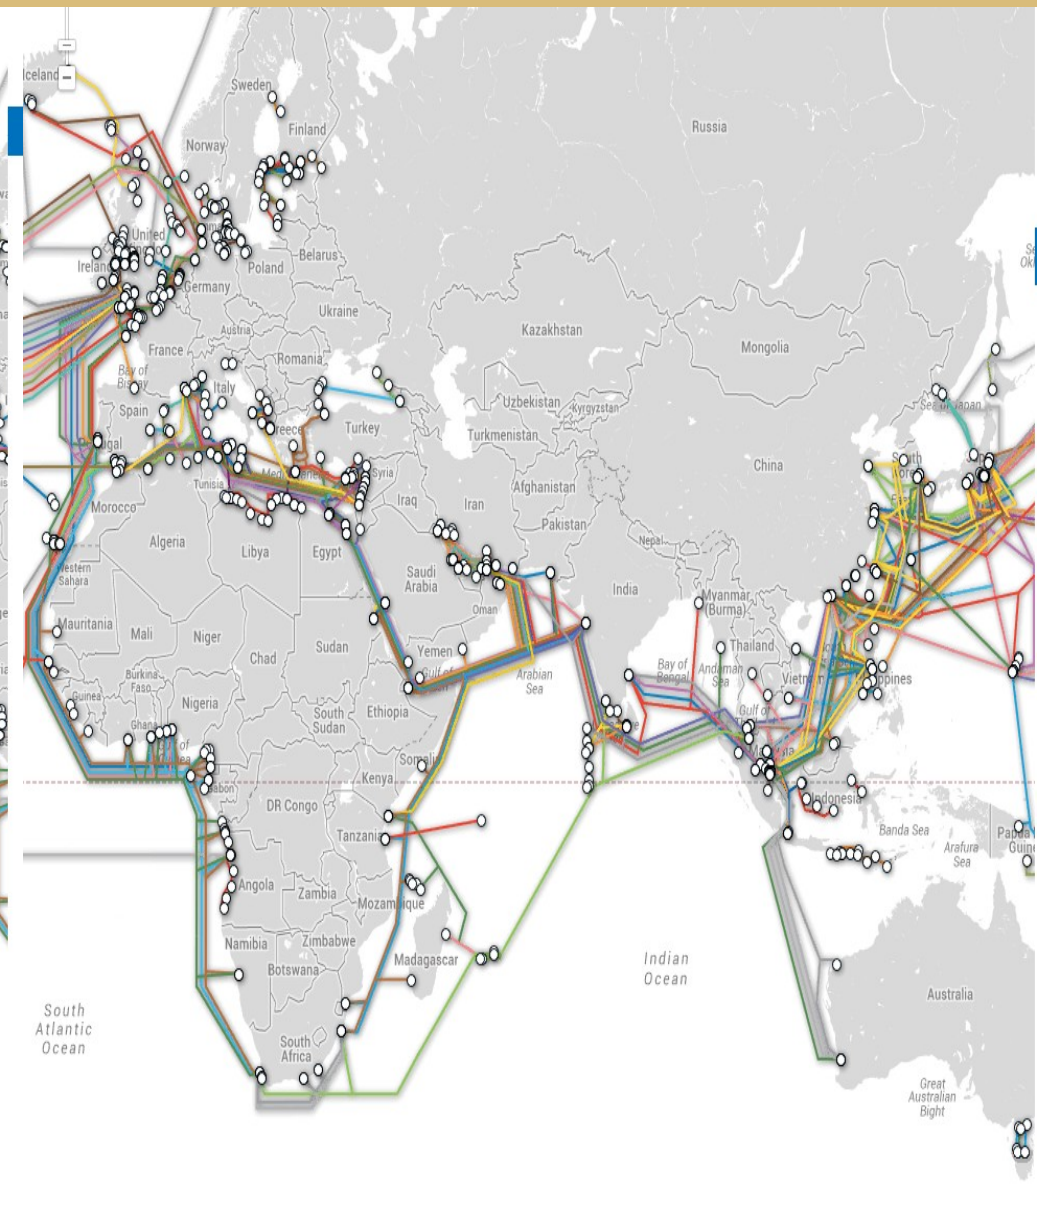 Iceland
Sweden
Finland
Norway
Russia
United
Ireland
Belarus
Poland
Germany
Ukraine
Kazakhstan
Austria
Mongolia
France
Romania
Bay of
Italy
Uzbekistan
Kyrgyzstan
Spain
Turkey
Turkmenistan
China
Syria
Tunisia
Afghanistan
Iraq
Iran
Morocco
Pakistan
Algeria
Libya
Egypt
Nepal
Western
Sahara
Saudi
Arabia
India
Myanmar
(Burma)
Oman
Mauritania
Mali
Niger
Sudan
Yemen
Thailand
Chad
Bay of
Bengal
Andaman
Sea
Burkina
Faso
Arabian
Sea
Guinea
Nigeria
Ethiopia
South
Sudan
Ghana
Gulf of
Kenya
DR Congo
Indonesia
Tanzania
Banda Sea
Papua
Guinea
Arafura
Sea
Angola
Zambia
Mozambique
Namibia
Zimbabwe
Botswana
Madagascar
Indian
Ocean
Australia
South
Atlantic
Ocean
South
Africa
Great
Australian
Bight